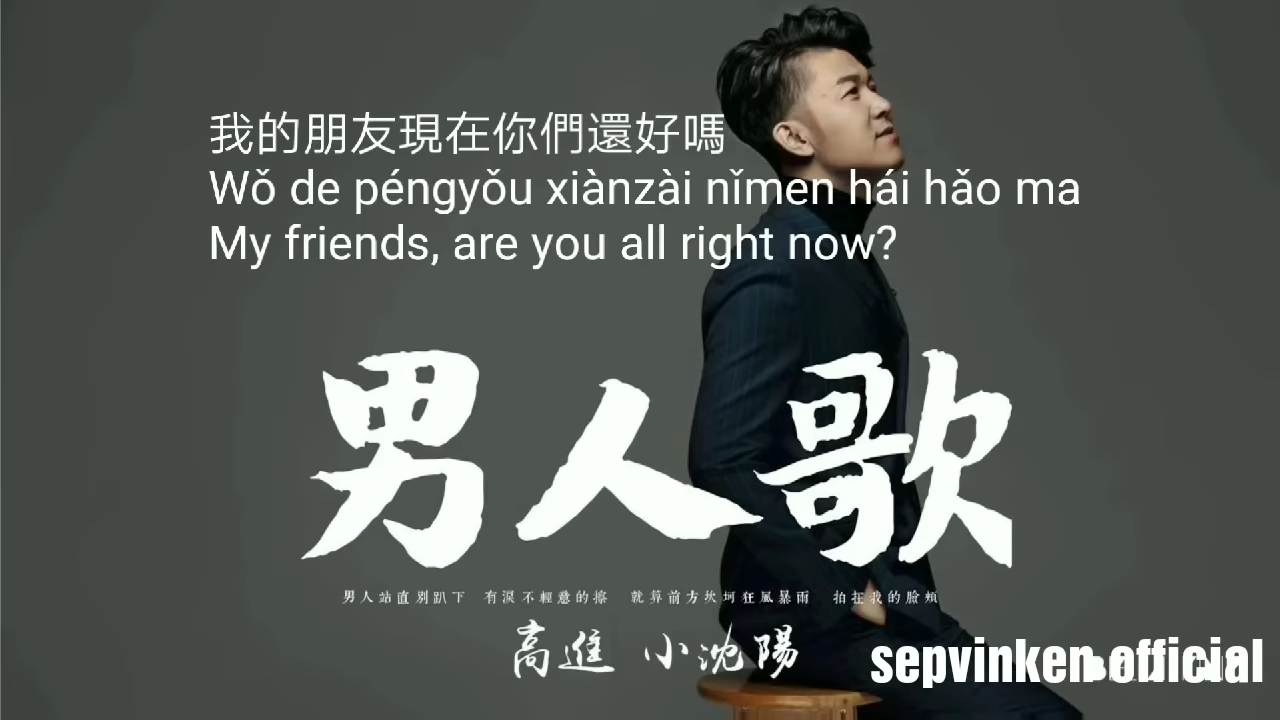 我的朋友現在你們還好嗎
Wǒ de péngyǒu xiànzài nǐmen hái hǎo ma
My friends, are you all right now?
男人歌
男人站直別趴下 有淚不輕意的擦 就算前方坎坷狂風暴雨 拍在我的臉頰
高進 小沈陽
sepvinken official